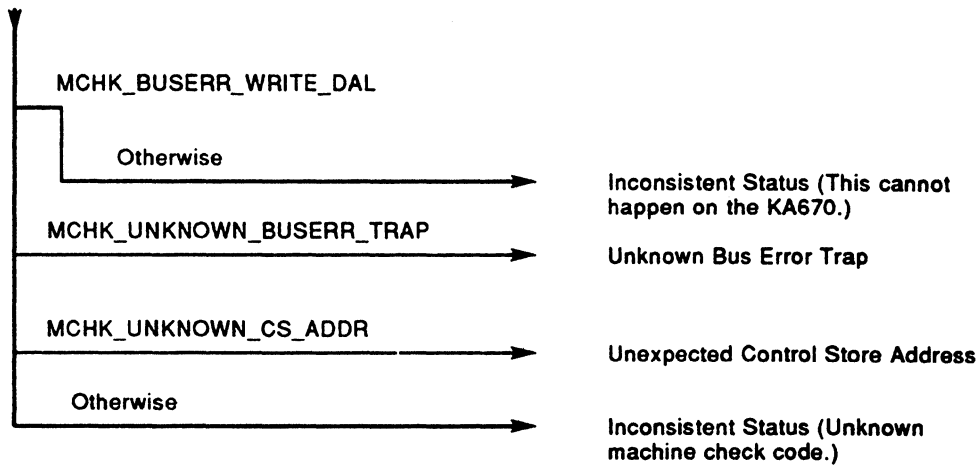 MCHK_BUSERR_WRITE_DAL
Otherwise
Inconsistent Status (This cannot
happen on the KA670.)
MCHK_UNKNOWN_BUSERR_TRAP
Unknown Bus Error Trap
MCHK_UNKNOWN_CS_ADDR
Unexpected Control Store Address
Otherwise
Inconsistent Status (Unknown
machine check code.)